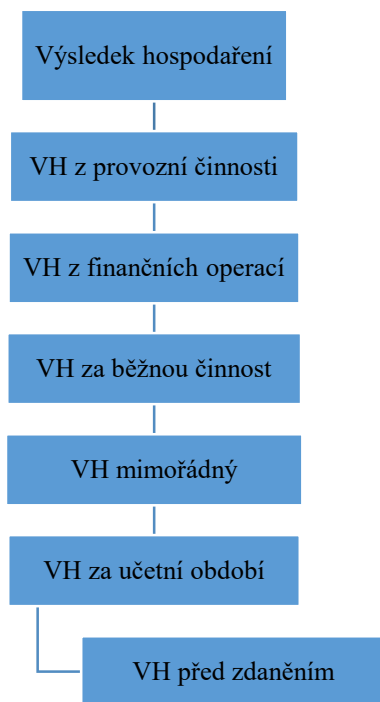 Výsledek hospodaření
VH z provozní činnosti
VH z finančních operací
VH za běžnou činnost
VH mimořádný
VH za učetní období
VH před zdaněním